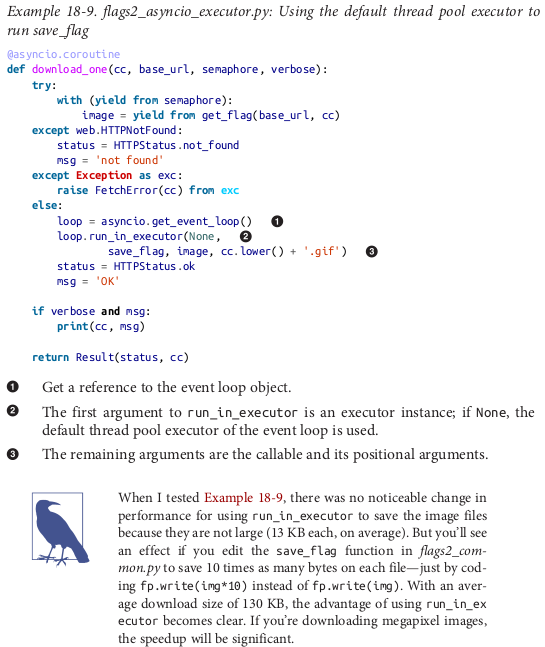 Example 18-9. flags2_asyncio_executor.py: Using the default thread pool executor to
run save_flag
@asyncio.coroutine
def download_one(cc, base_url, semaphore, verbose):
    try:
        with (yield from semaphore):
            image = yield from get_flag(base_url, cc)
    except web.HTTPNotFound:
        status = HTTPStatus.not_found
        msg = 'not found'
    except Exception as exc:
        raise FetchError(cc) from exc
    else:
        loop = asyncio.get_event_loop()  ❶
        loop.run_in_executor(None,  ❷
                save_flag, image, cc.lower() + '.gif')  ❸
        status = HTTPStatus.ok
        msg = 'OK'
    if verbose and msg:
        print(cc, msg)
    return Result(status, cc)
❶ Get a reference to the event loop object.
❷ The first argument to run_in_executor is an executor instance; if None, the
default thread pool executor of the event loop is used.
❸ The remaining arguments are the callable and its positional arguments.
When I tested Example 18-9, there was no noticeable change in
performance for using run_in_executor to save the image files
because they are not large (13 KB each, on average). But you'll see
an effect if you edit the save_flag function in flags2_com‐
mon.py to save 10 times as many bytes on each file—just by cod‐
ing fp.write(img*10) instead of fp.write(img). With an aver‐
age download size of 130 KB, the advantage of using run_in_ex
ecutor becomes clear. If you're downloading megapixel images,
the speedup will be significant.